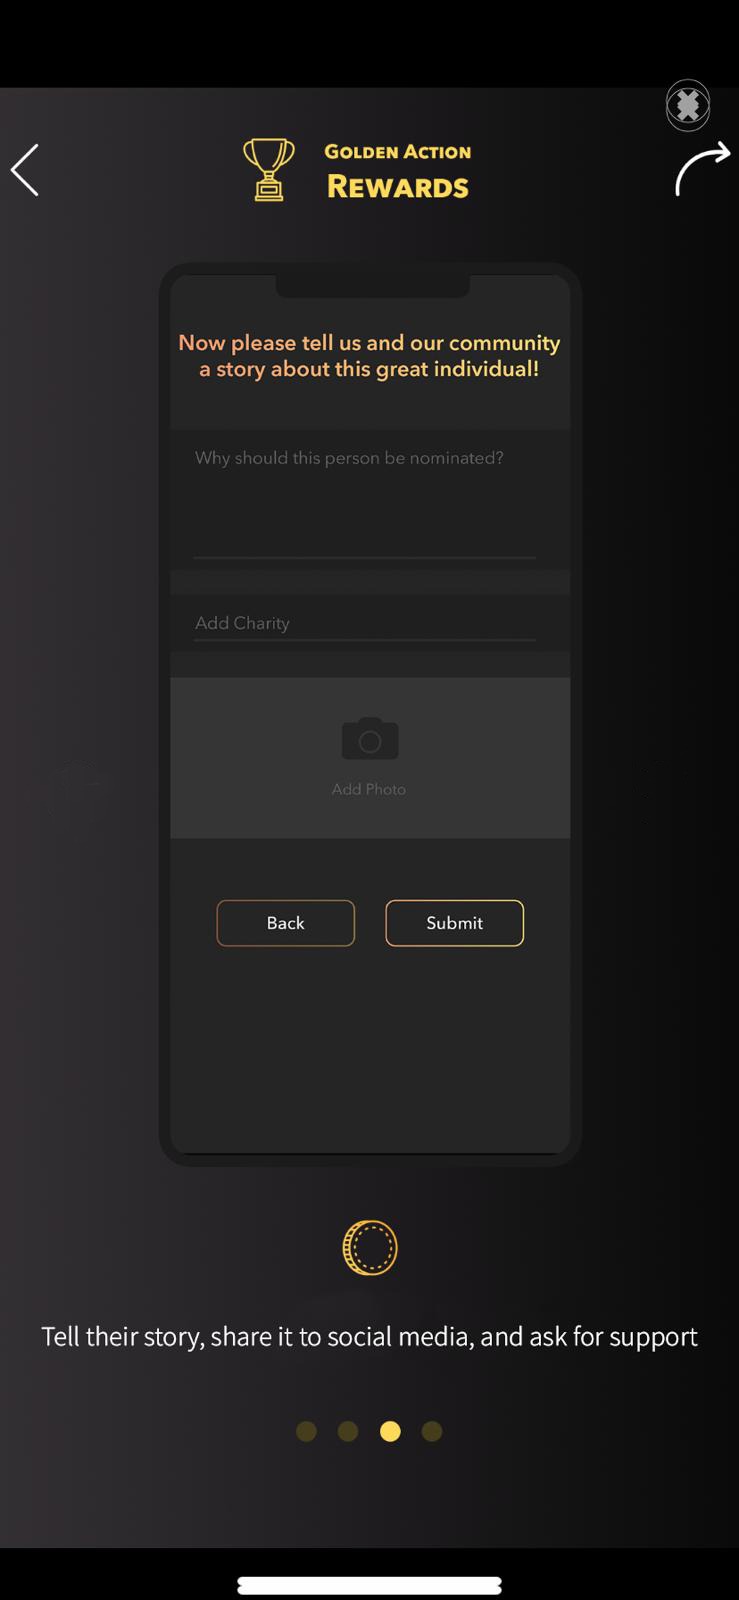 GOLDEN ACTION
REWARDS
Now please tell us and our community
a story about this great individual!
Why should this person be nominated?
Add Charity
Add Photo
Back
Submit
Tell their story, share it to social media, and ask for support